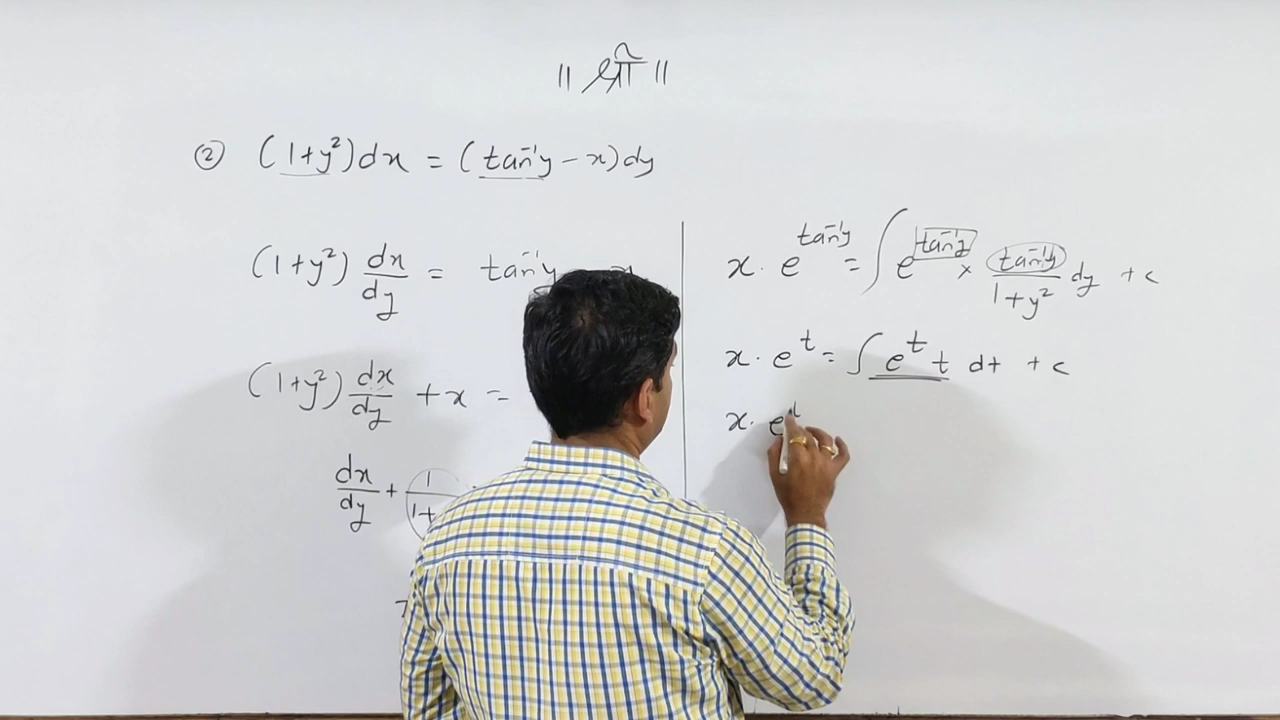 || श्री ||
② (1+y²)dx = (tan⁻¹y − x)dy
(1+y²) dx/dy = tan⁻¹y − x
(1+y²) dx/dy + x =
dx/dy + 1/1+
x · e^tan⁻¹y = ∫ e^tan⁻¹y × tan⁻¹y/1+y² dy + c
x · e^t = ∫ e^t t dt + c
x · e^t